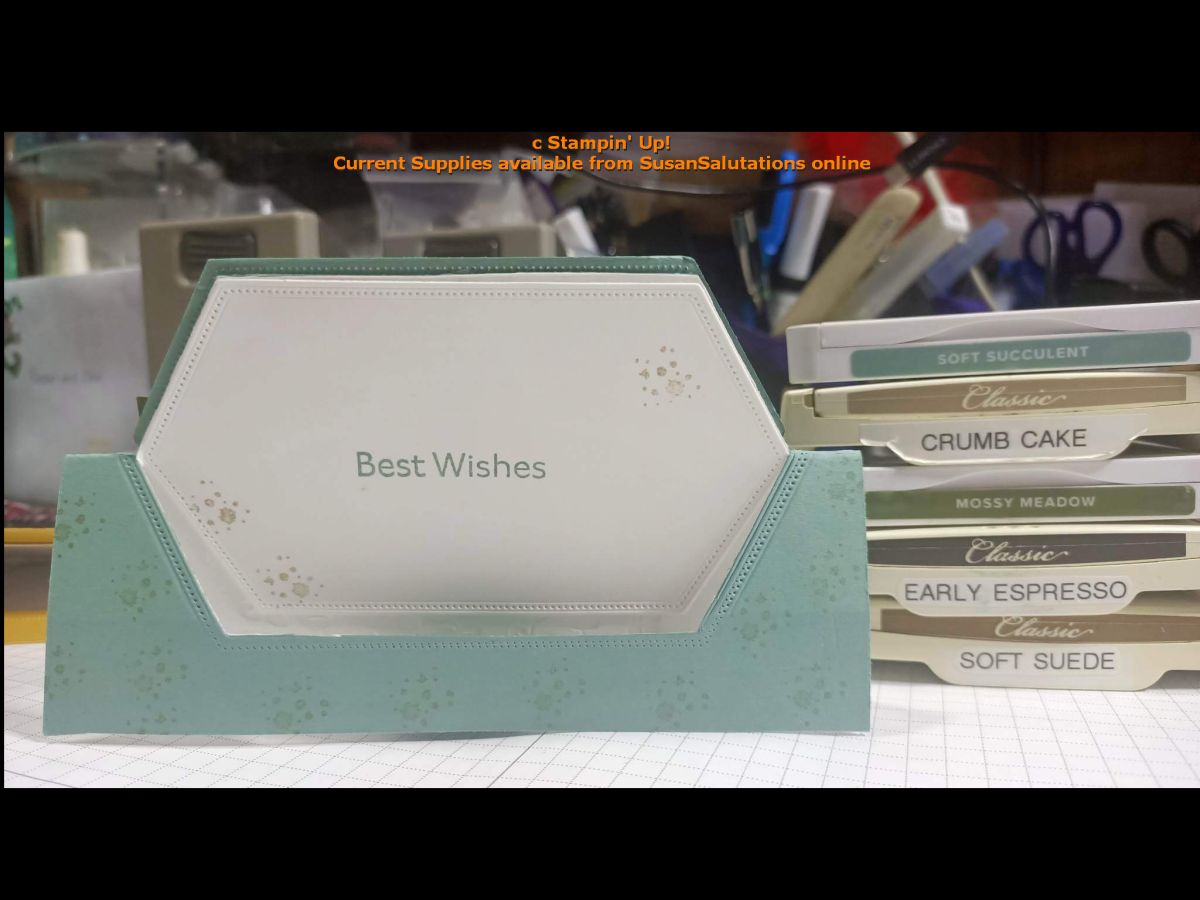 c Stampin' Up!
Current Supplies available from SusanSalutations online
Best Wishes
SOFT SUCCULENT
Classic
CRUMB CAKE
MOSSY MEADOW
Classic
EARLY ESPRESSO
Classic
SOFT SUEDE